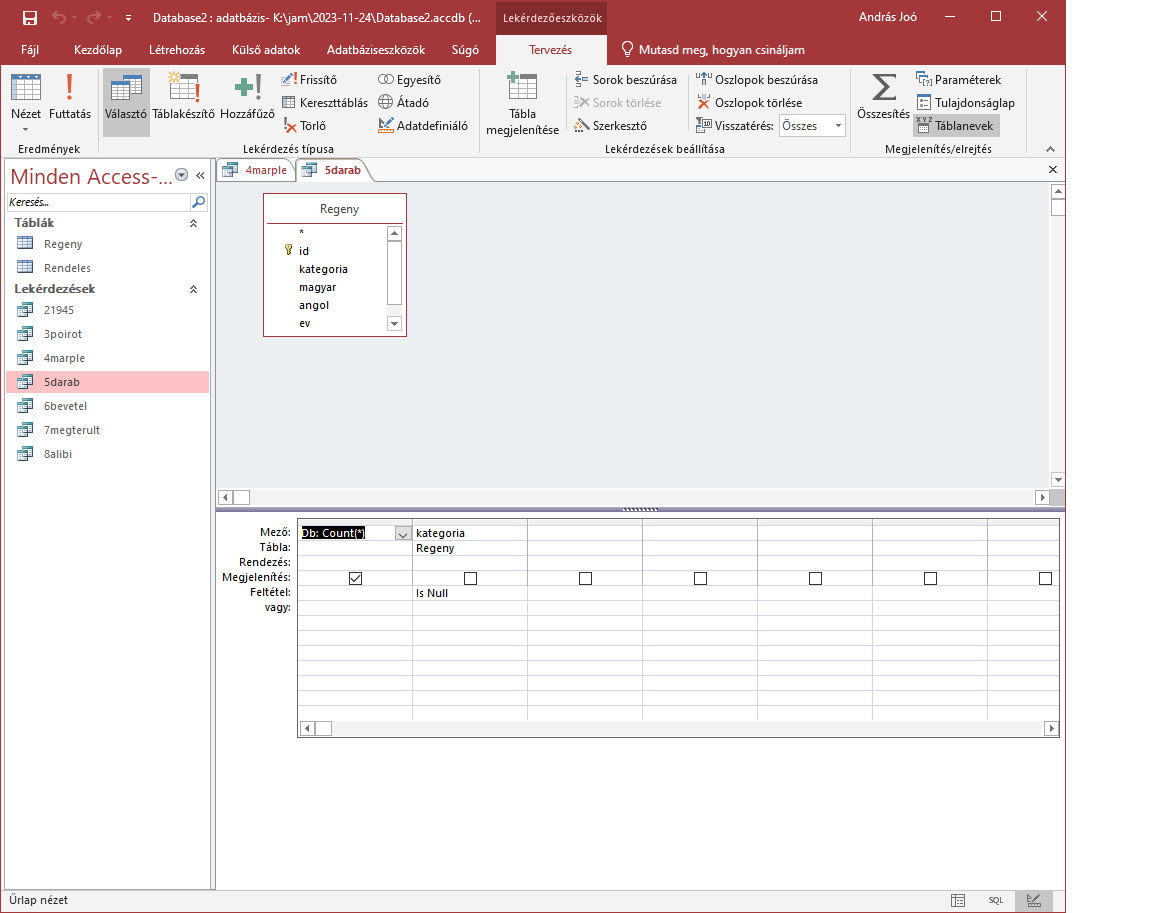 Database2 : adatbázis- K:\jam\2023-11-24\Database2.accdb (...
Lekérdezőeszközök
András Joó
Fájl
Kezdőlap
Létrehozás
Külső adatok
Adatbáziseszközök
Súgó
Tervezés
Mutasd meg, hogyan csináljam
Nézet
Futtatás
Eredmények
Választó
Táblakészítő
Hozzáfűző
Frissítő
Kereszttáblás
Törlő
Egyesítő
Átadó
Adatdefiniáló
Lekérdezés típusa
Tábla
megjelenítése
Sorok beszúrása
Sorok törlése
Szerkesztő
Oszlopok beszúrása
Oszlopok törlése
Visszatérés: Összes
Lekérdezések beállítása
Összesítés
Paraméterek
Tulajdonságlap
XYZ
Táblanevek
Megjelenítés/elrejtés
Minden Access-... «
Keresés...
Táblák
Regeny
Rendeles
Lekérdezések
21945
3poirot
4marple
5darab
6bevetel
7megterult
8alibi
4marple
5darab
Regeny
*
id
kategoria
magyar
angol
ev
Mező: Db: Count(*) kategoria
Tábla: Regeny
Rendezés:
Megjelenítés:
Feltétel: Is Null
vagy:
Űrlap nézet
SQL